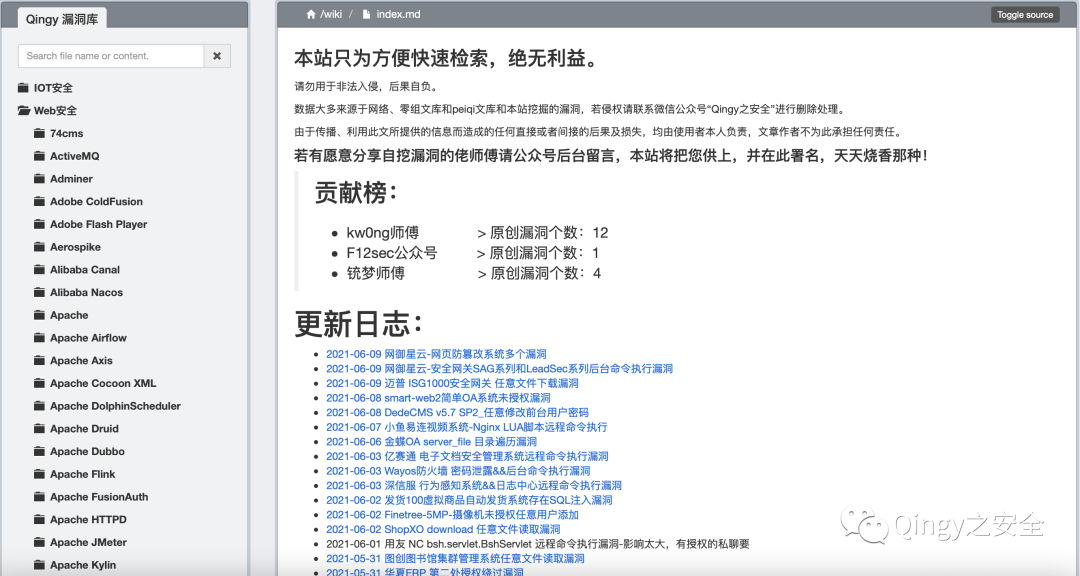 Qingy 漏洞库
Search file name or content.
IOT安全
Web安全
74cms
ActiveMQ
Adminer
Adobe ColdFusion
Adobe Flash Player
Aerospike
Alibaba Canal
Alibaba Nacos
Apache
Apache Airflow
Apache Axis
Apache Cocoon XML
Apache DolphinScheduler
Apache Druid
Apache Dubbo
Apache Flink
Apache FusionAuth
Apache HTTPD
Apache JMeter
Apache Kylin
/wiki / index.md
Toggle source
本站只为方便快速检索，绝无利益。
请勿用于非法入侵，后果自负。
数据大多来源于网络、零组文库和peiqi文库和本站挖掘的漏洞，若侵权请联系微信公众号“Qingy之安全”进行删除处理。
由于传播、利用此文所提供的信息而造成的任何直接或者间接的后果及损失，均由使用者本人负责，文章作者不为此承担任何责任。
若有愿意分享自挖漏洞的佬师傅请公众号后台留言，本站将把您供上，并在此署名，天天烧香那种！
贡献榜：
kw0ng师傅 > 原创漏洞个数：12
F12sec公众号 > 原创漏洞个数：1
铳梦师傅 > 原创漏洞个数：4
更新日志：
2021-06-09 网御星云-网页防篡改系统多个漏洞
2021-06-09 网御星云-安全网关SAG系列和LeadSec系列后台命令执行漏洞
2021-06-09 迈普 ISG1000安全网关 任意文件下载漏洞
2021-06-08 smart-web2简单OA系统未授权漏洞
2021-06-08 DedeCMS v5.7 SP2_任意修改前台用户密码
2021-06-07 小鱼易连视频系统-Nginx LUA脚本远程命令执行
2021-06-06 金蝶OA server_file 目录遍历漏洞
2021-06-03 亿赛通 电子文档安全管理系统远程命令执行漏洞
2021-06-03 Wayos防火墙 密码泄露&&后台命令执行漏洞
2021-06-03 深信服 行为感知系统&&日志中心远程命令执行漏洞
2021-06-02 发货100虚拟商品自动发货系统存在SQL注入漏洞
2021-06-02 Finetree-5MP-摄像机未授权任意用户添加
2021-06-02 ShopXO download 任意文件读取漏洞
2021-06-01 用友 NC bsh.servlet.BshServlet 远程命令执行漏洞-影响太大，有授权的私聊要
2021-05-31 图创图书馆集群管理系统任意文件读取漏洞
2021-05-31 华夏ERP 第二处授权绕过漏洞
Qingy之安全